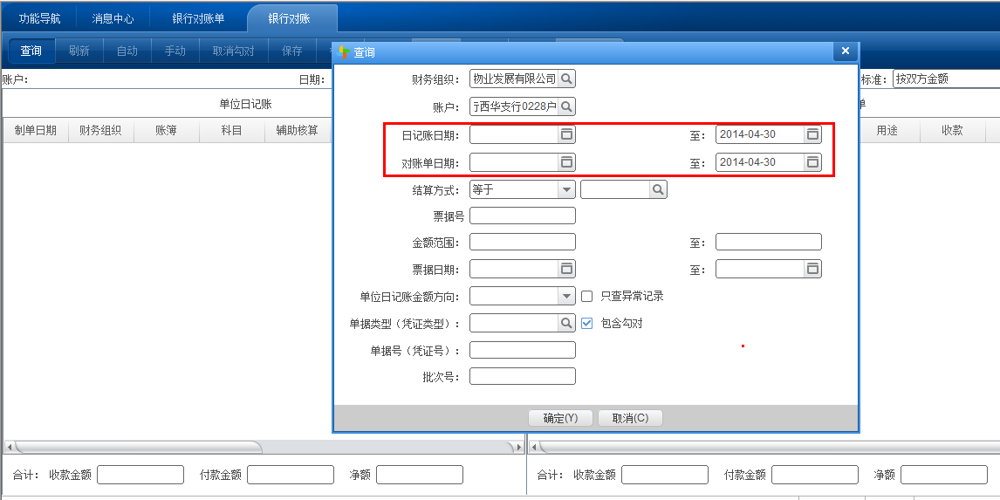 功能导航 消息中心 银行对账单 银行对账
查询 刷新 自动 手动 取消勾对 保存
查询
账户: 日期:
标准: 按双方金额
单位日记账
单
制单日期 财务组织 账簿 科目 辅助核算
用途 收款
财务组织: 物业发展有限公司
账户: 行西华支行0228户
日记账日期: 至: 2014-04-30
对账单日期: 至: 2014-04-30
结算方式: 等于
票据号
金额范围: 至:
票据日期: 至:
单位日记账金额方向: 只查异常记录
单据类型（凭证类型）: 包含勾对
单据号（凭证号）:
批次号:
确定(Y) 取消(C)
合计: 收款金额 付款金额 净额
合计: 收款金额 付款金额 净额